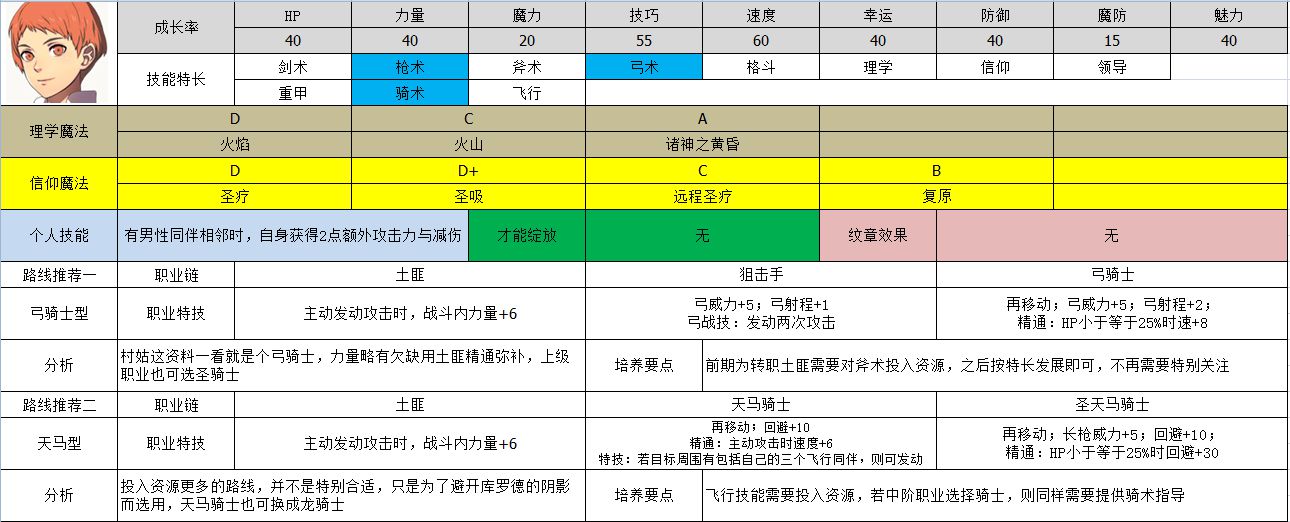 成长率 HP 力量 魔力 技巧 速度 幸运 防御 魔防 魅力
40 40 20 55 60 40 40 15 40
技能特长 剑术 枪术 斧术 弓术 格斗 理学 信仰 领导
重甲 骑术 飞行
理学魔法 D C A
火焰 火山 诸神之黄昏
信仰魔法 D D+ C B
圣疗 圣吸 远程圣疗 复原
个人技能 有男性同伴相邻时，自身获得2点额外攻击力与减伤 才能绽放 无 纹章效果 无
路线推荐一 职业链 土匪 狙击手 弓骑士
弓骑士型 职业特技 主动发动攻击时，战斗内力量+6
弓威力+5；弓射程+1
弓战技：发动两次攻击
再移动；弓威力+5；弓射程+2；
精通：HP小于等于25%时速+8
分析
村姑这资料一看就是个弓骑士，力量略有欠缺用土匪精通弥补，上级
职业也可选圣骑士
培养要点 前期为转职土匪需要对斧术投入资源，之后按特长发展即可，不再需要特别关注
路线推荐二 职业链 土匪 天马骑士 圣天马骑士
天马型 职业特技 主动发动攻击时，战斗内力量+6
再移动；回避+10
精通：主动攻击时速度+6
特技：若目标周围有包括自己的三个飞行同伴，则可发动
再移动；长枪威力+5；回避+10；
精通：HP小于等于25%时回避+30
分析
投入资源更多的路线，并不是特别合适，只是为了避开库罗德的阴影
而选用，天马骑士也可换成龙骑士
培养要点 飞行技能需要投入资源，若中阶职业选择骑士，则同样需要提供骑术指导